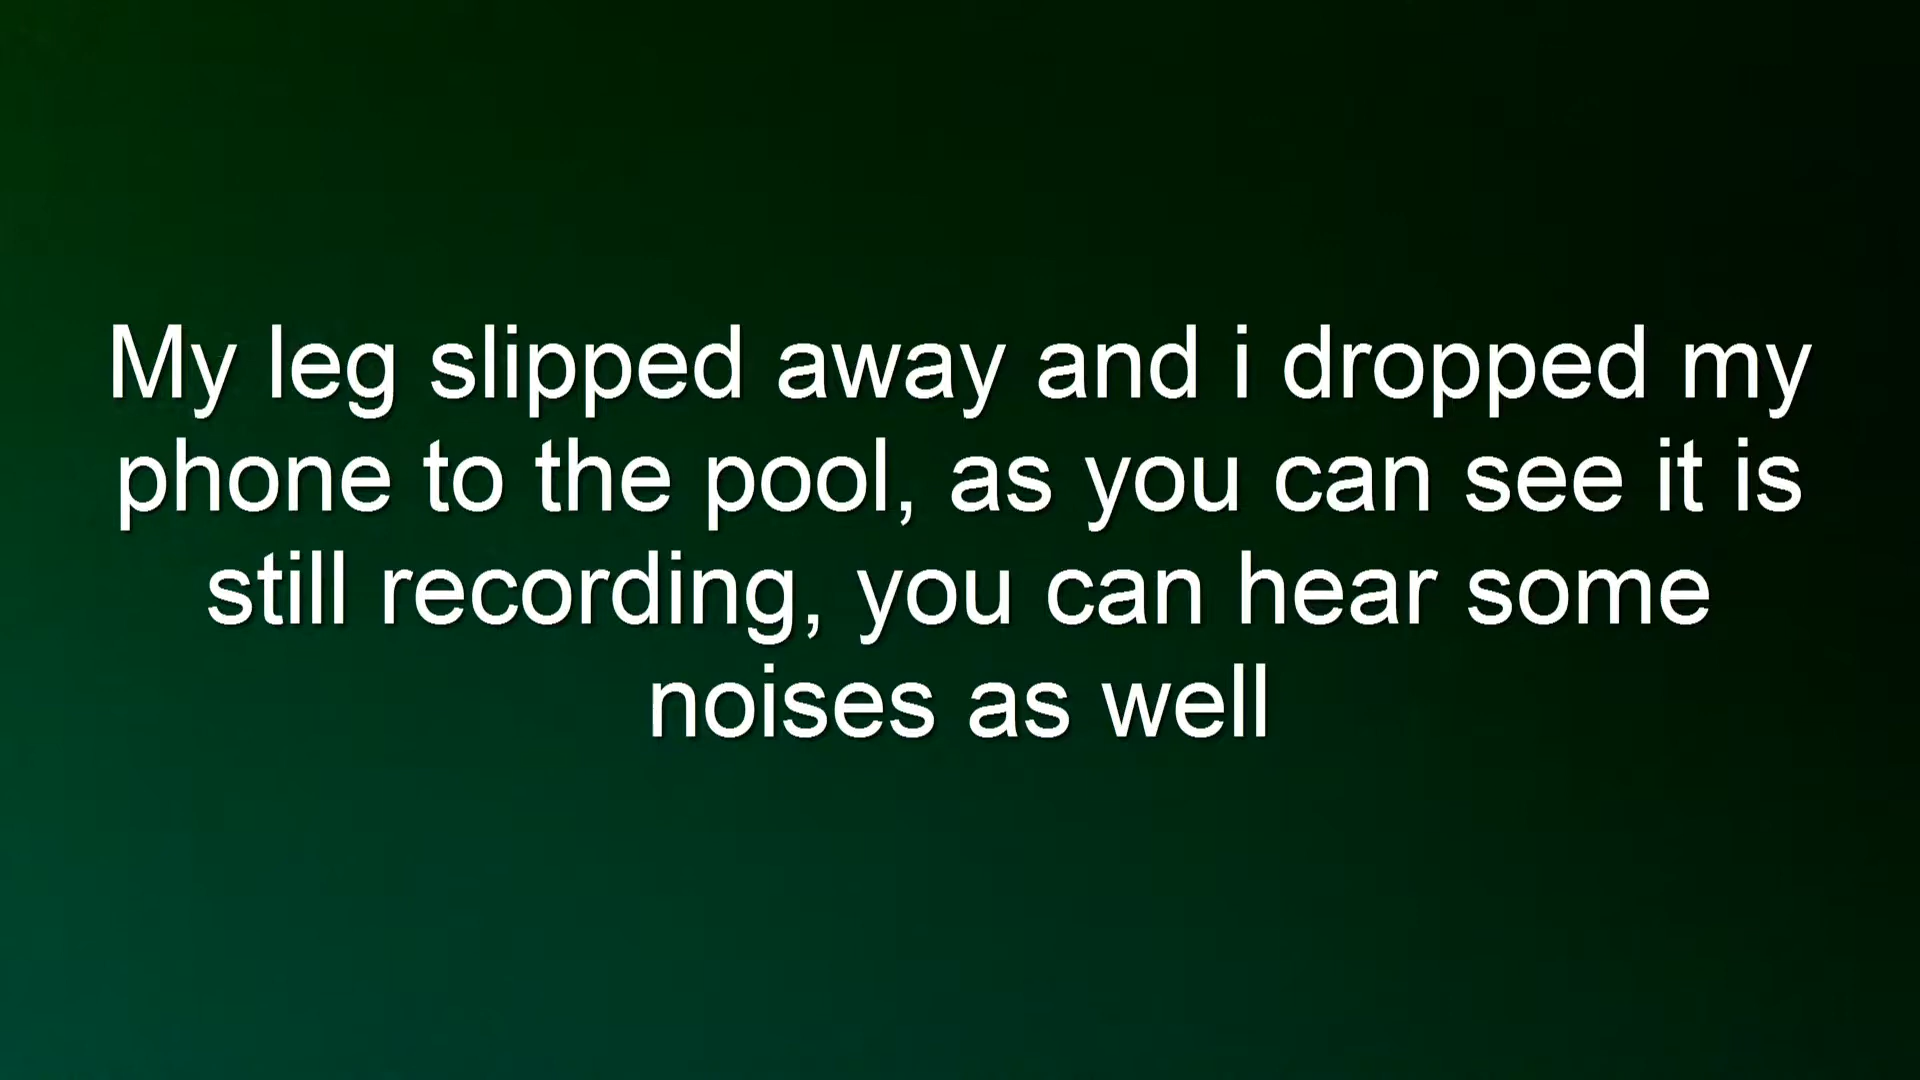 My leg slipped away and i dropped my
phone to the pool, as you can see it is
still recording, you can hear some
noises as well